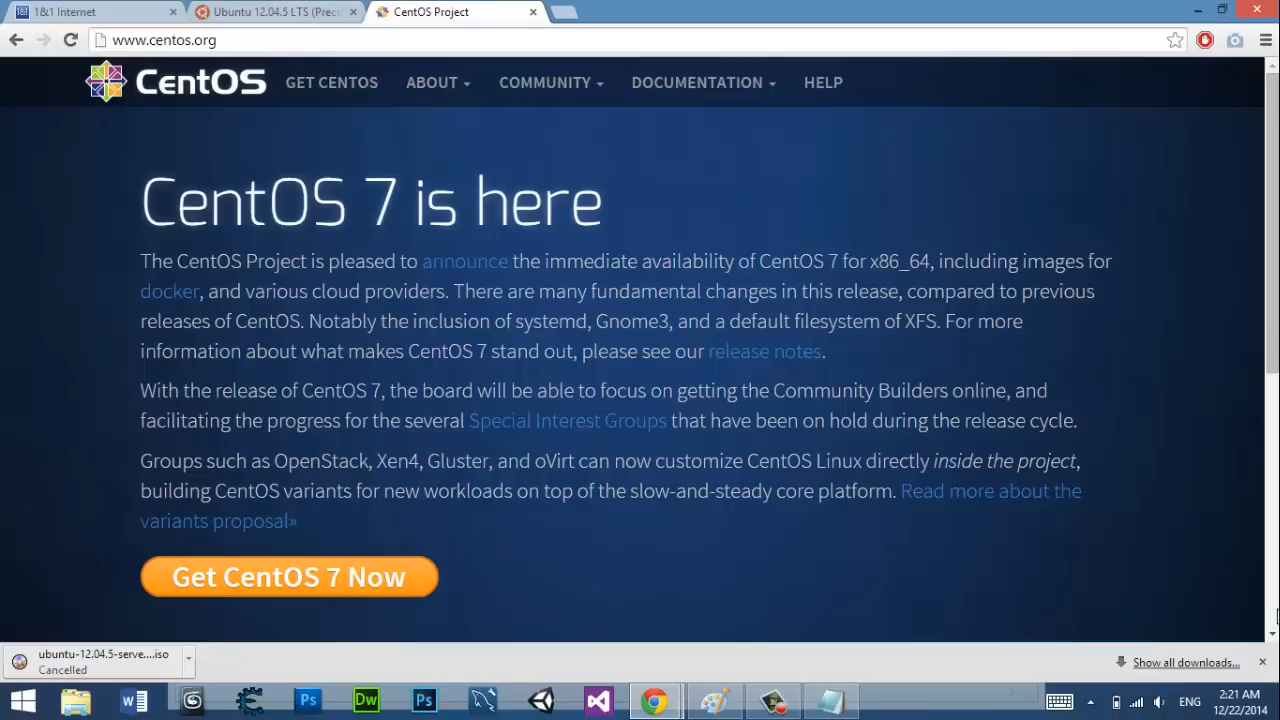 1&1 Internet
Ubuntu 12.04.5 LTS (Prec
CentOS Project
www.centos.org
CentOS GET CENTOS ABOUT COMMUNITY DOCUMENTATION HELP
CentOS 7 is here
The CentOS Project is pleased to announce the immediate availability of CentOS 7 for x86_64, including images for
docker, and various cloud providers. There are many fundamental changes in this release, compared to previous
releases of CentOS. Notably the inclusion of systemd, Gnome3, and a default filesystem of XFS. For more
information about what makes CentOS 7 stand out, please see our release notes.
With the release of CentOS 7, the board will be able to focus on getting the Community Builders online, and
facilitating the progress for the several Special Interest Groups that have been on hold during the release cycle.
Groups such as OpenStack, Xen4, Gluster, and oVirt can now customize CentOS Linux directly inside the project,
building CentOS variants for new workloads on top of the slow-and-steady core platform. Read more about the
variants proposal»
Get CentOS 7 Now
ubuntu-12.04.5-serve....iso
Cancelled
Show all downloads...
Ps Dw Ps
ENG
2:21 AM
12/22/2014